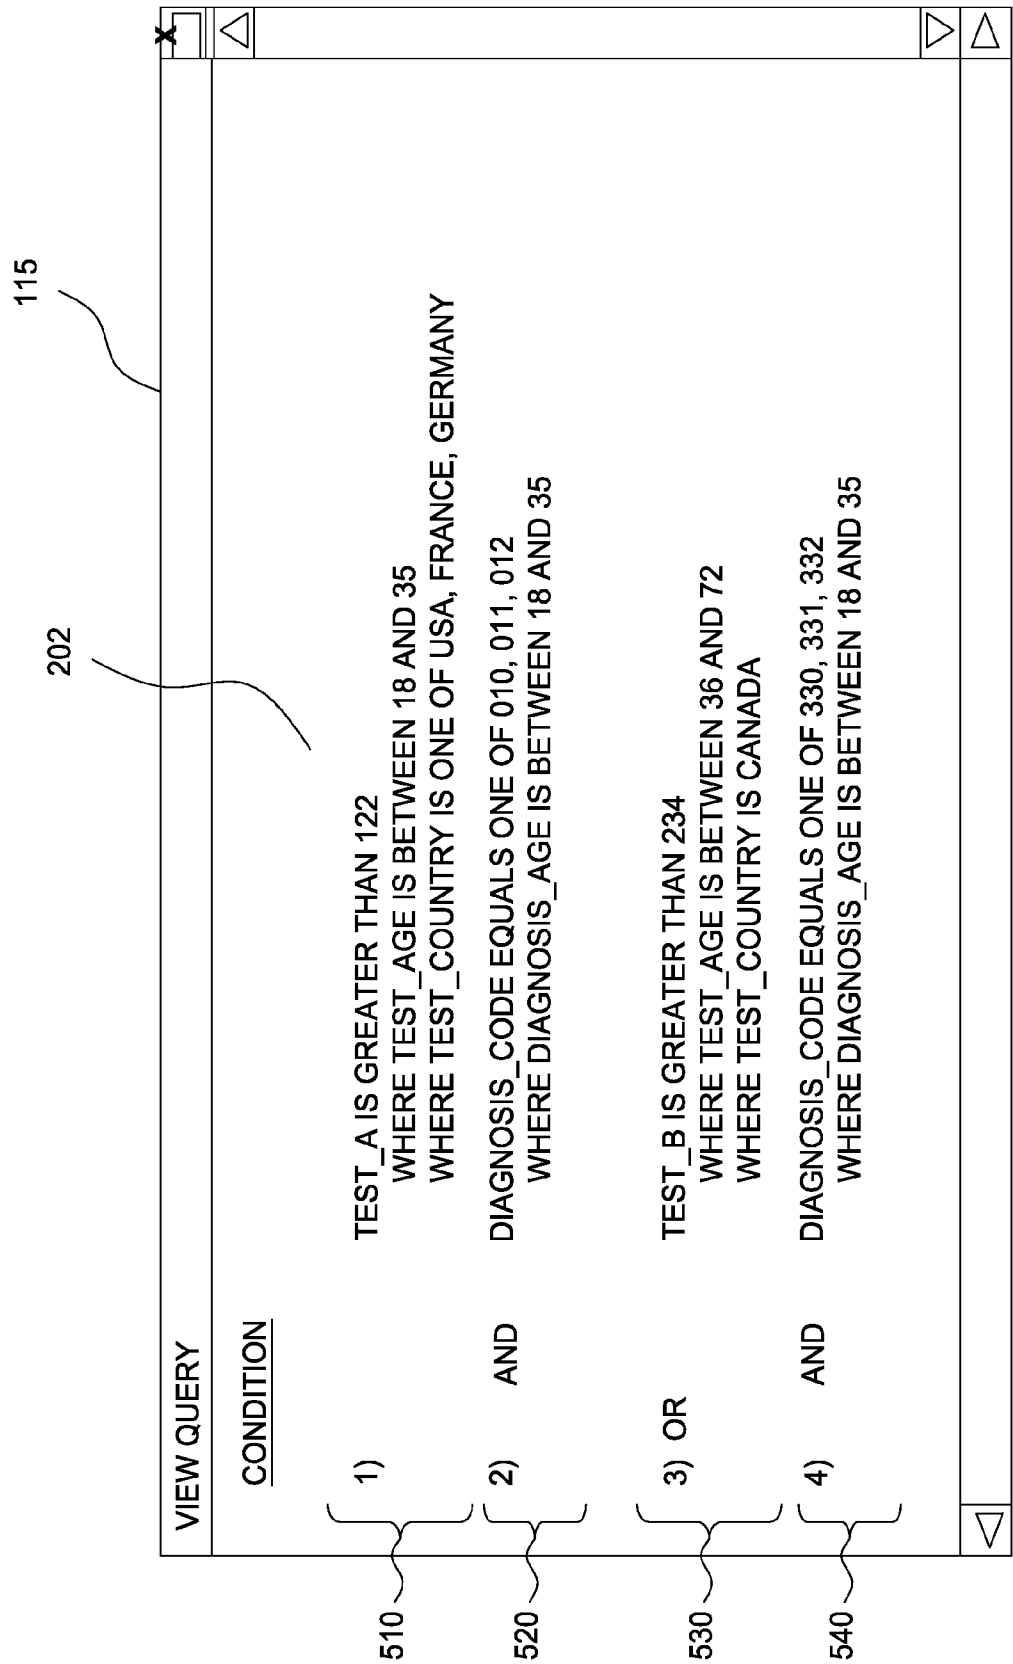 115
202
VIEW QUERY
X
CONDITION
510
1) TEST_A IS GREATER THAN 122
WHERE TEST_AGE IS BETWEEN 18 AND 35
WHERE TEST_COUNTRY IS ONE OF USA, FRANCE, GERMANY
520
2) AND DIAGNOSIS_CODE EQUALS ONE OF 010, 011, 012
WHERE DIAGNOSIS_AGE IS BETWEEN 18 AND 35
530
3) OR TEST_B IS GREATER THAN 234
WHERE TEST_AGE IS BETWEEN 36 AND 72
WHERE TEST_COUNTRY IS CANADA
540
4) AND DIAGNOSIS_CODE EQUALS ONE OF 330, 331, 332
WHERE DIAGNOSIS_AGE IS BETWEEN 18 AND 35